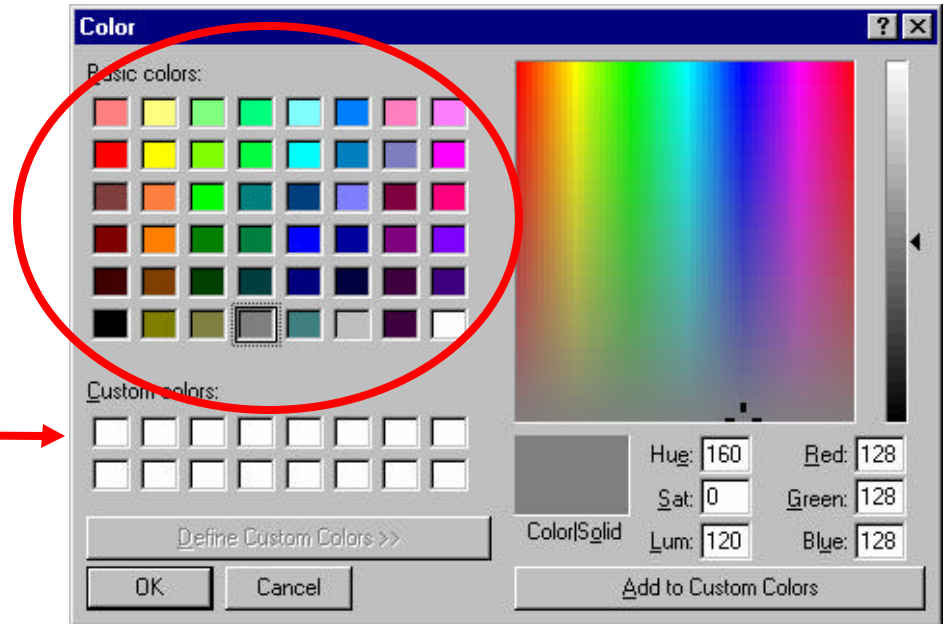 Color
Basic colors:
Custom colors:
Define Custom Colors >>
OK Cancel
Color|Solid
Hue: 160 Red: 128
Sat: 0 Green: 128
Lum: 120 Blue: 128
Add to Custom Colors